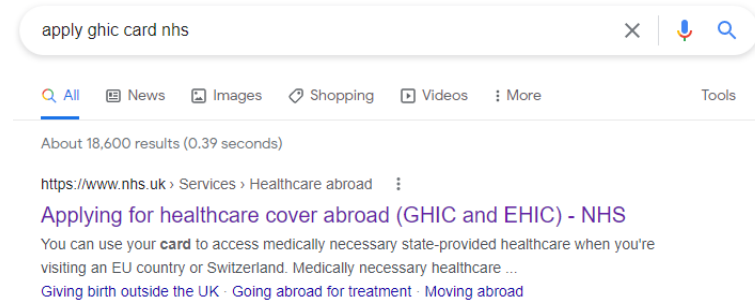 apply ghic card nhs
All News Images Shopping Videos More Tools
About 18,600 results (0.39 seconds)
https://www.nhs.uk › Services › Healthcare abroad
Applying for healthcare cover abroad (GHIC and EHIC) - NHS
You can use your card to access medically necessary state-provided healthcare when you're
visiting an EU country or Switzerland. Medically necessary healthcare ...
Giving birth outside the UK · Going abroad for treatment · Moving abroad